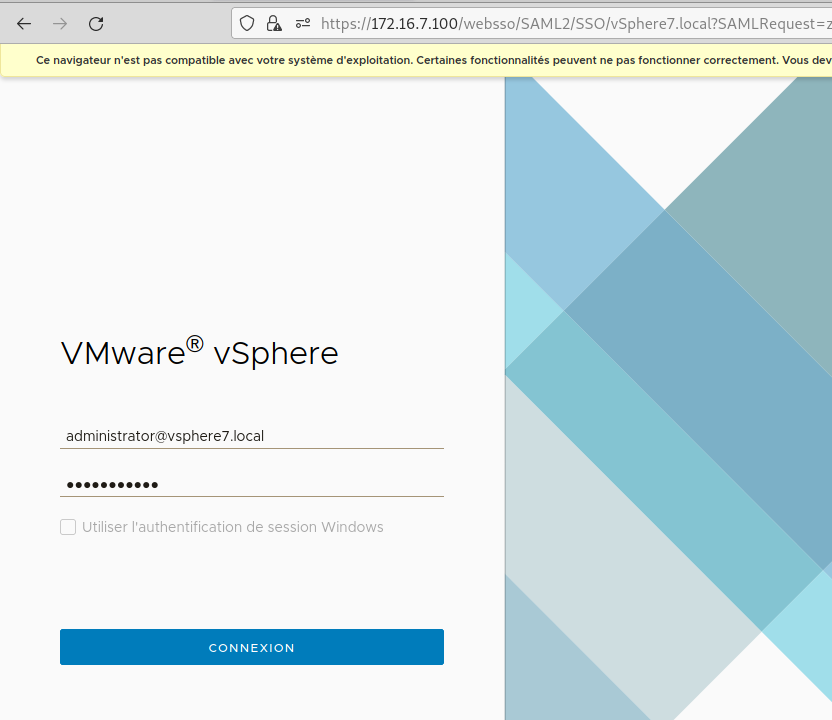 https://172.16.7.100/websso/SAML2/SSO/vSphere7.local?SAMLRequest=z
Ce navigateur n'est pas compatible avec votre système d'exploitation. Certaines fonctionnalités peuvent ne pas fonctionner correctement. Vous dev
VMware® vSphere
administrator@vsphere7.local
Utiliser l'authentification de session Windows
CONNEXION